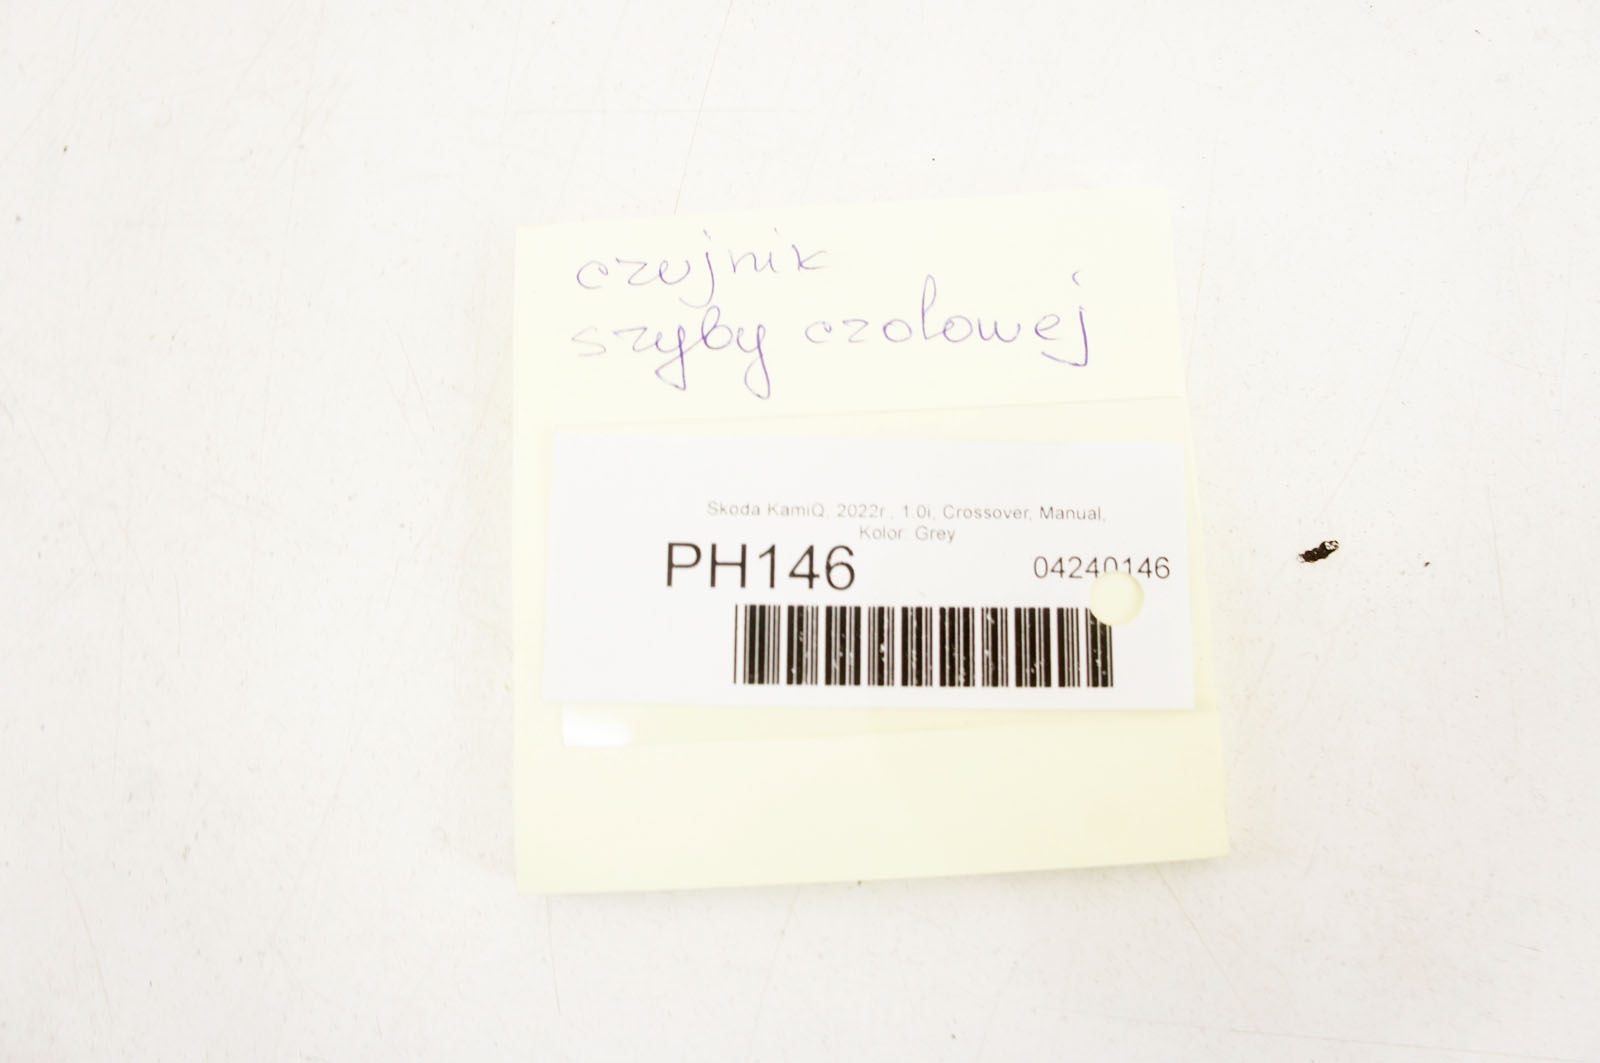 czujnik
szyby czolowej
Skoda KamiQ, 2022r., 1.0i, Crossover, Manual,
Kolor: Grey
PH146
04240146